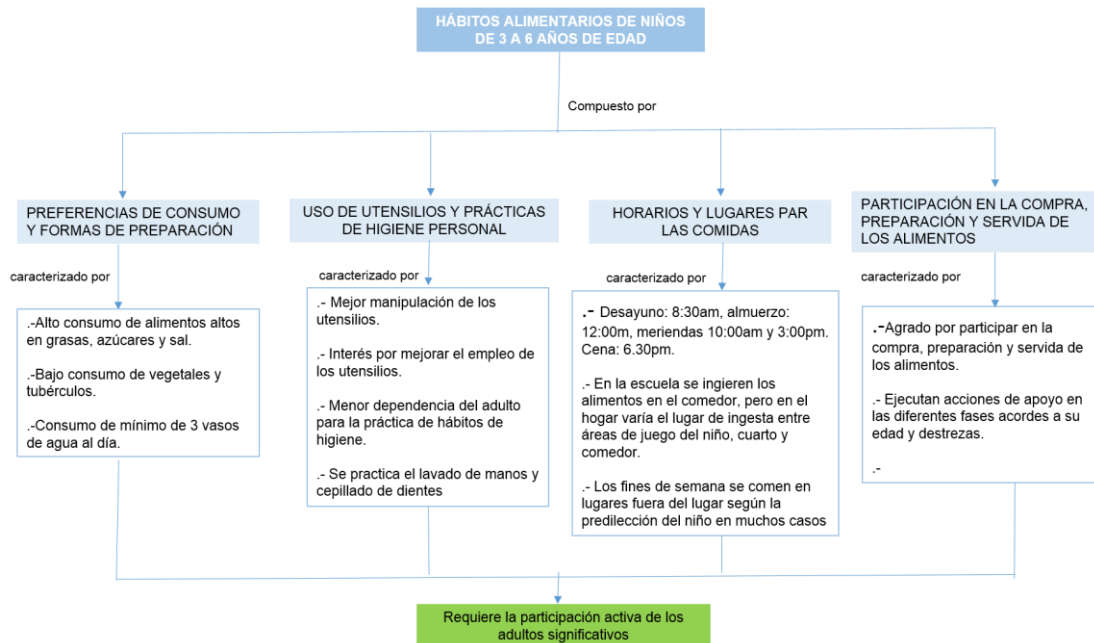 HÁBITOS ALIMENTARIOS DE NIÑOS
DE 3 A 6 AÑOS DE EDAD
Compuesto por
PREFERENCIAS DE CONSUMO
Y FORMAS DE PREPARACIÓN
caracterizado por
.-Alto consumo de alimentos altos
en grasas, azúcares y sal.
.-Bajo consumo de vegetales y
tubérculos.
.-Consumo de mínimo de 3 vasos
de agua al día.
USO DE UTENSILIOS Y PRÁCTICAS
DE HIGIENE PERSONAL
caracterizado por
.- Mejor manipulación de los
utensilios.
.- Interés por mejorar el empleo de
los utensilios.
.- Menor dependencia del adulto
para la práctica de hábitos de
higiene.
.- Se practica el lavado de manos y
cepillado de dientes
HORARIOS Y LUGARES PAR
LAS COMIDAS
caracterizado por
.- Desayuno: 8:30am, almuerzo:
12:00m, meriendas 10:00am y 3:00pm.
Cena: 6.30pm.
.- En la escuela se ingieren los
alimentos en el comedor, pero en el
hogar varía el lugar de ingesta entre
áreas de juego del niño, cuarto y
comedor.
.- Los fines de semana se comen en
lugares fuera del lugar según la
predilección del niño en muchos casos
PARTICIPACIÓN EN LA COMPRA,
PREPARACIÓN Y SERVIDA DE
LOS ALIMENTOS
caracterizado por
.-Agrado por participar en la
compra, preparación y servida de
los alimentos.
.- Ejecutan acciones de apoyo en
las diferentes fases acordes a su
edad y destrezas.
.-
Requiere la participación activa de los
adultos significativos